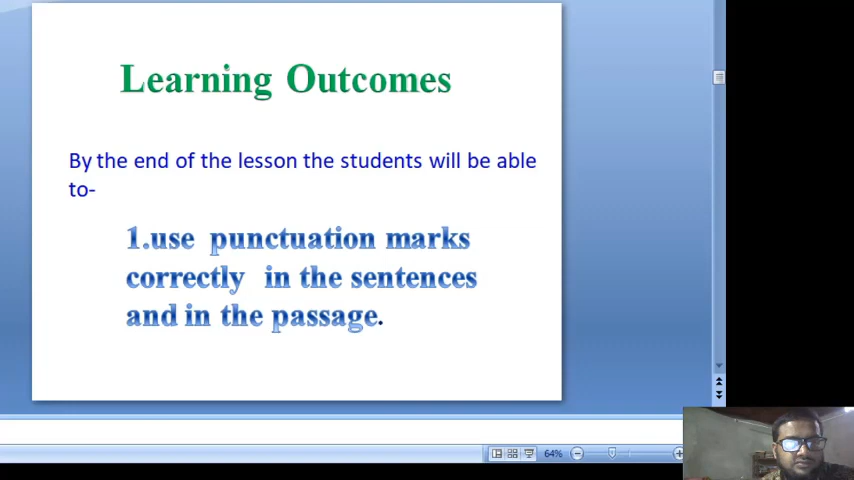 Learning Outcomes
By the end of the lesson the students will be able
to-
1.use punctuation marks
correctly in the sentences
and in the passage.
64%